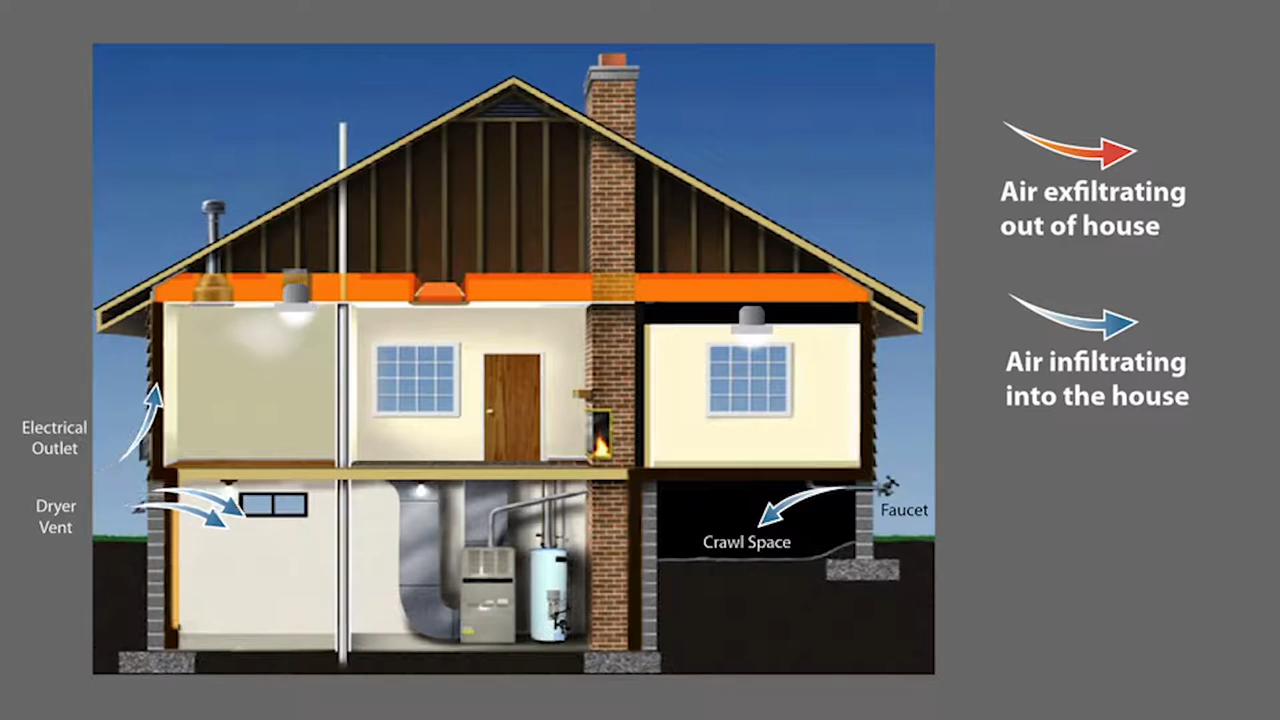 Air exfiltrating
out of house
Air infiltrating
into the house
Electrical
Outlet
Dryer
Vent
Faucet
Crawl Space